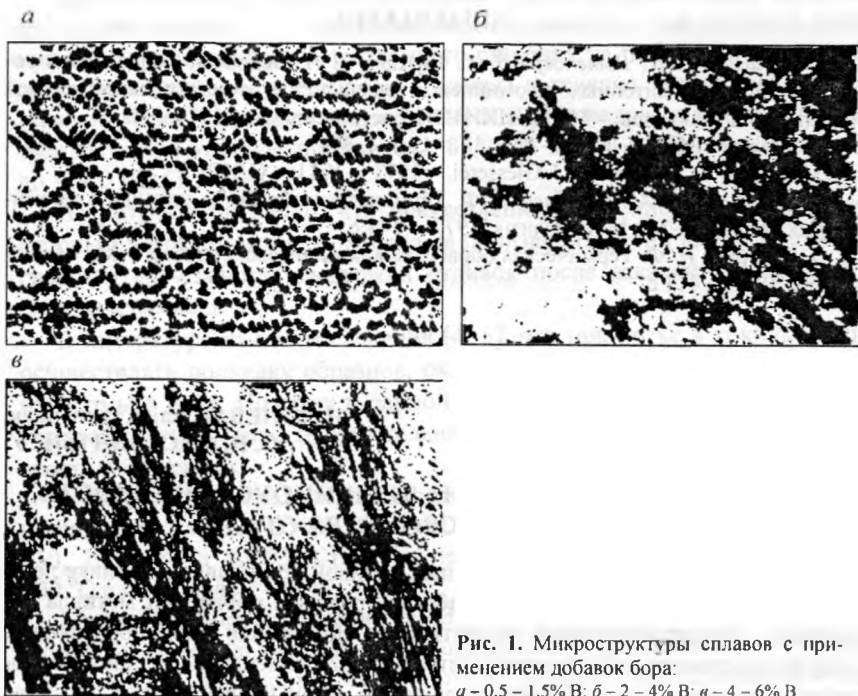 а
б
в
Рис. 1. Микроструктуры сплавов с при-
менением добавок бора:
а – 0,5 – 1,5% В; б – 2 – 4% В; в – 4 – 6% В